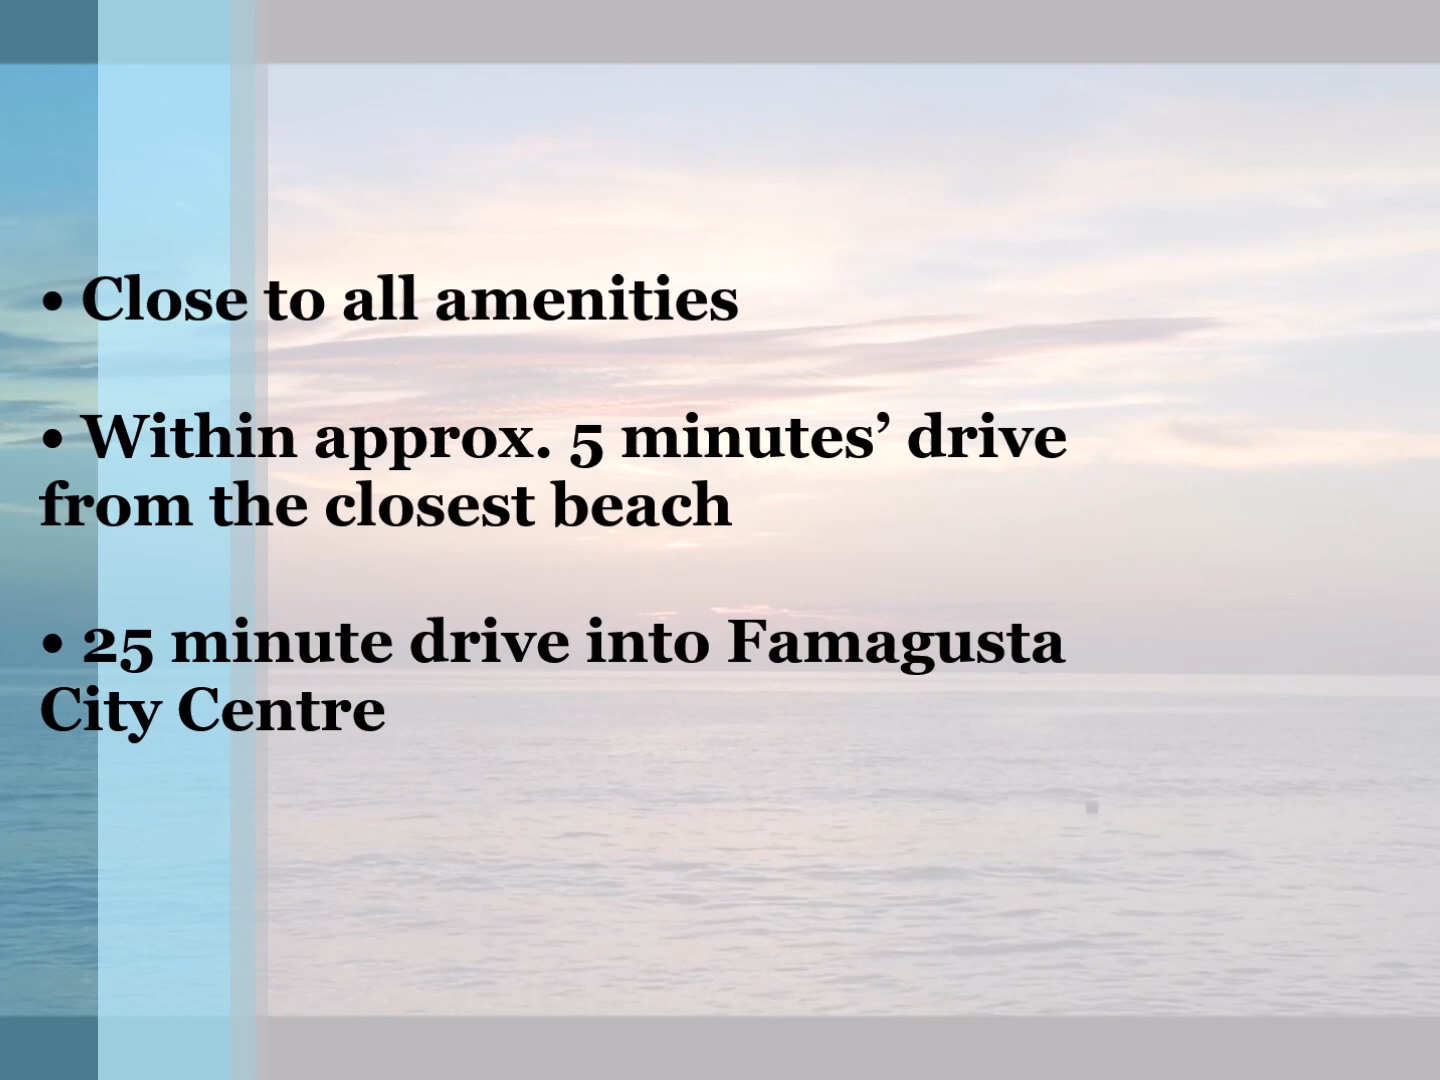 • Close to all amenities
• Within approx. 5 minutes’ drive
from the closest beach
• 25 minute drive into Famagusta
City Centre